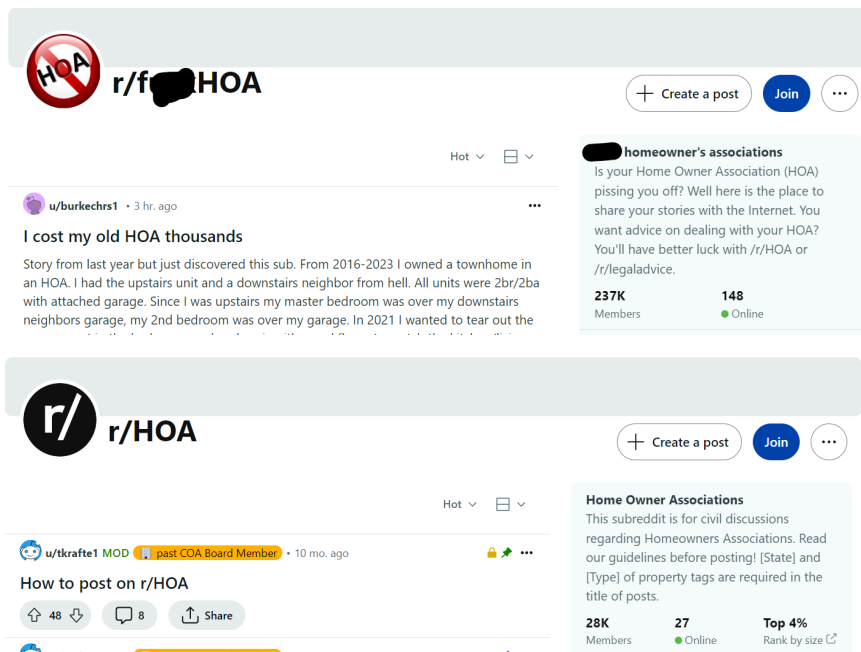 HOA
r/f HOA
Create a post
Join
Hot
homeowner's associations
Is your Home Owner Association (HOA)
pissing you off? Well here is the place to
share your stories with the Internet. You
want advice on dealing with your HOA?
You'll have better luck with /r/HOA or
/r/legaladvice.
237K 148
Members Online
u/burkechrs1 • 3 hr. ago
I cost my old HOA thousands
Story from last year but just discovered this sub. From 2016-2023 I owned a townhome in
an HOA. I had the upstairs unit and a downstairs neighbor from hell. All units were 2br/2ba
with attached garage. Since I was upstairs my master bedroom was over my downstairs
neighbors garage, my 2nd bedroom was over my garage. In 2021 I wanted to tear out the
r/
r/HOA
Create a post
Join
Hot
Home Owner Associations
This subreddit is for civil discussions
regarding Homeowners Associations. Read
our guidelines before posting! [State] and
[Type] of property tags are required in the
title of posts.
28K 27 Top 4%
Members Online Rank by size
u/tkrafte1 MOD past COA Board Member • 10 mo. ago
How to post on r/HOA
48 8 Share